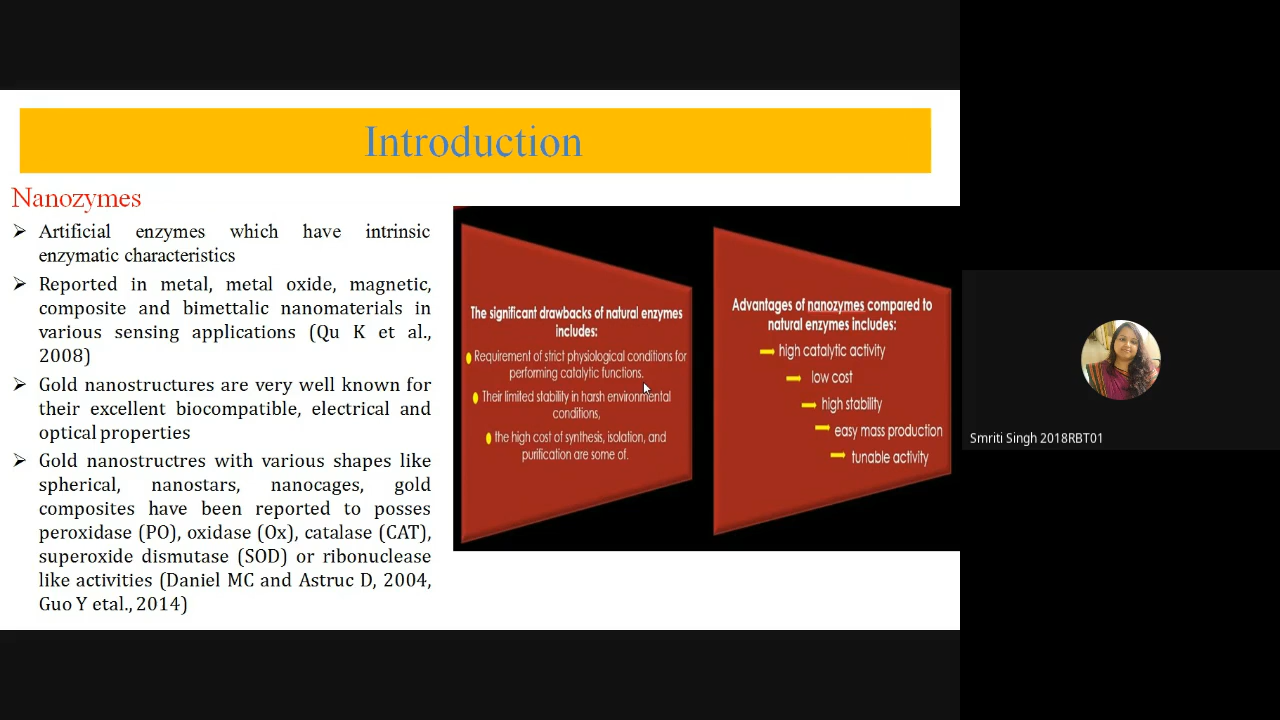 Introduction
Nanozymes
➢ Artificial enzymes which have intrinsic
enzymatic characteristics
➢ Reported in metal, metal oxide, magnetic,
composite and bimettalic nanomaterials in
various sensing applications (Qu K et al.,
2008)
➢ Gold nanostructures are very well known for
their excellent biocompatible, electrical and
optical properties
➢ Gold nanostructres with various shapes like
spherical, nanostars, nanocages, gold
composites have been reported to posses
peroxidase (PO), oxidase (Ox), catalase (CAT),
superoxide dismutase (SOD) or ribonuclease
like activities (Daniel MC and Astruc D, 2004,
Guo Y etal., 2014)
The significant drawbacks of natural enzymes
includes:
Requirement of strict physiological conditions for
performing catalytic functions.
Their limited stability in harsh environmental
conditions,
the high cost of synthesis, isolation, and
purification are some of.
Advantages of nanozymes compared to
natural enzymes includes:
high catalytic activity
low cost
high stability
easy mass production
tunable activity
Smriti Singh 2018RBT01